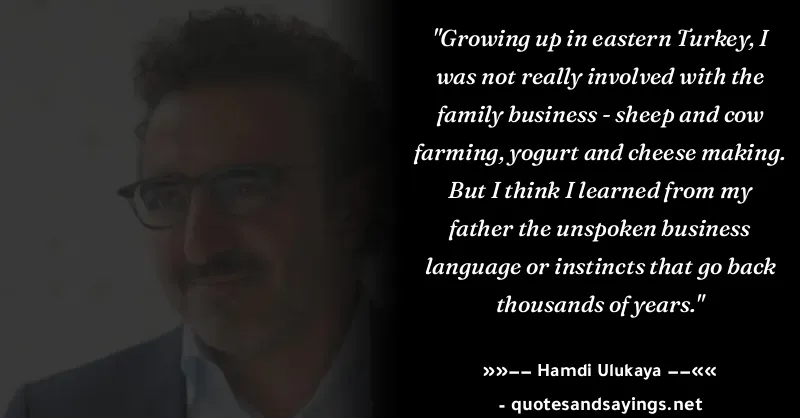 "Growing up in eastern Turkey, I
was not really involved with the
family business - sheep and cow
farming, yogurt and cheese making.
But I think I learned from my
father the unspoken business
language or instincts that go back
thousands of years."
»»−− Hamdi Ulukaya −−««
- quotesandsayings.net